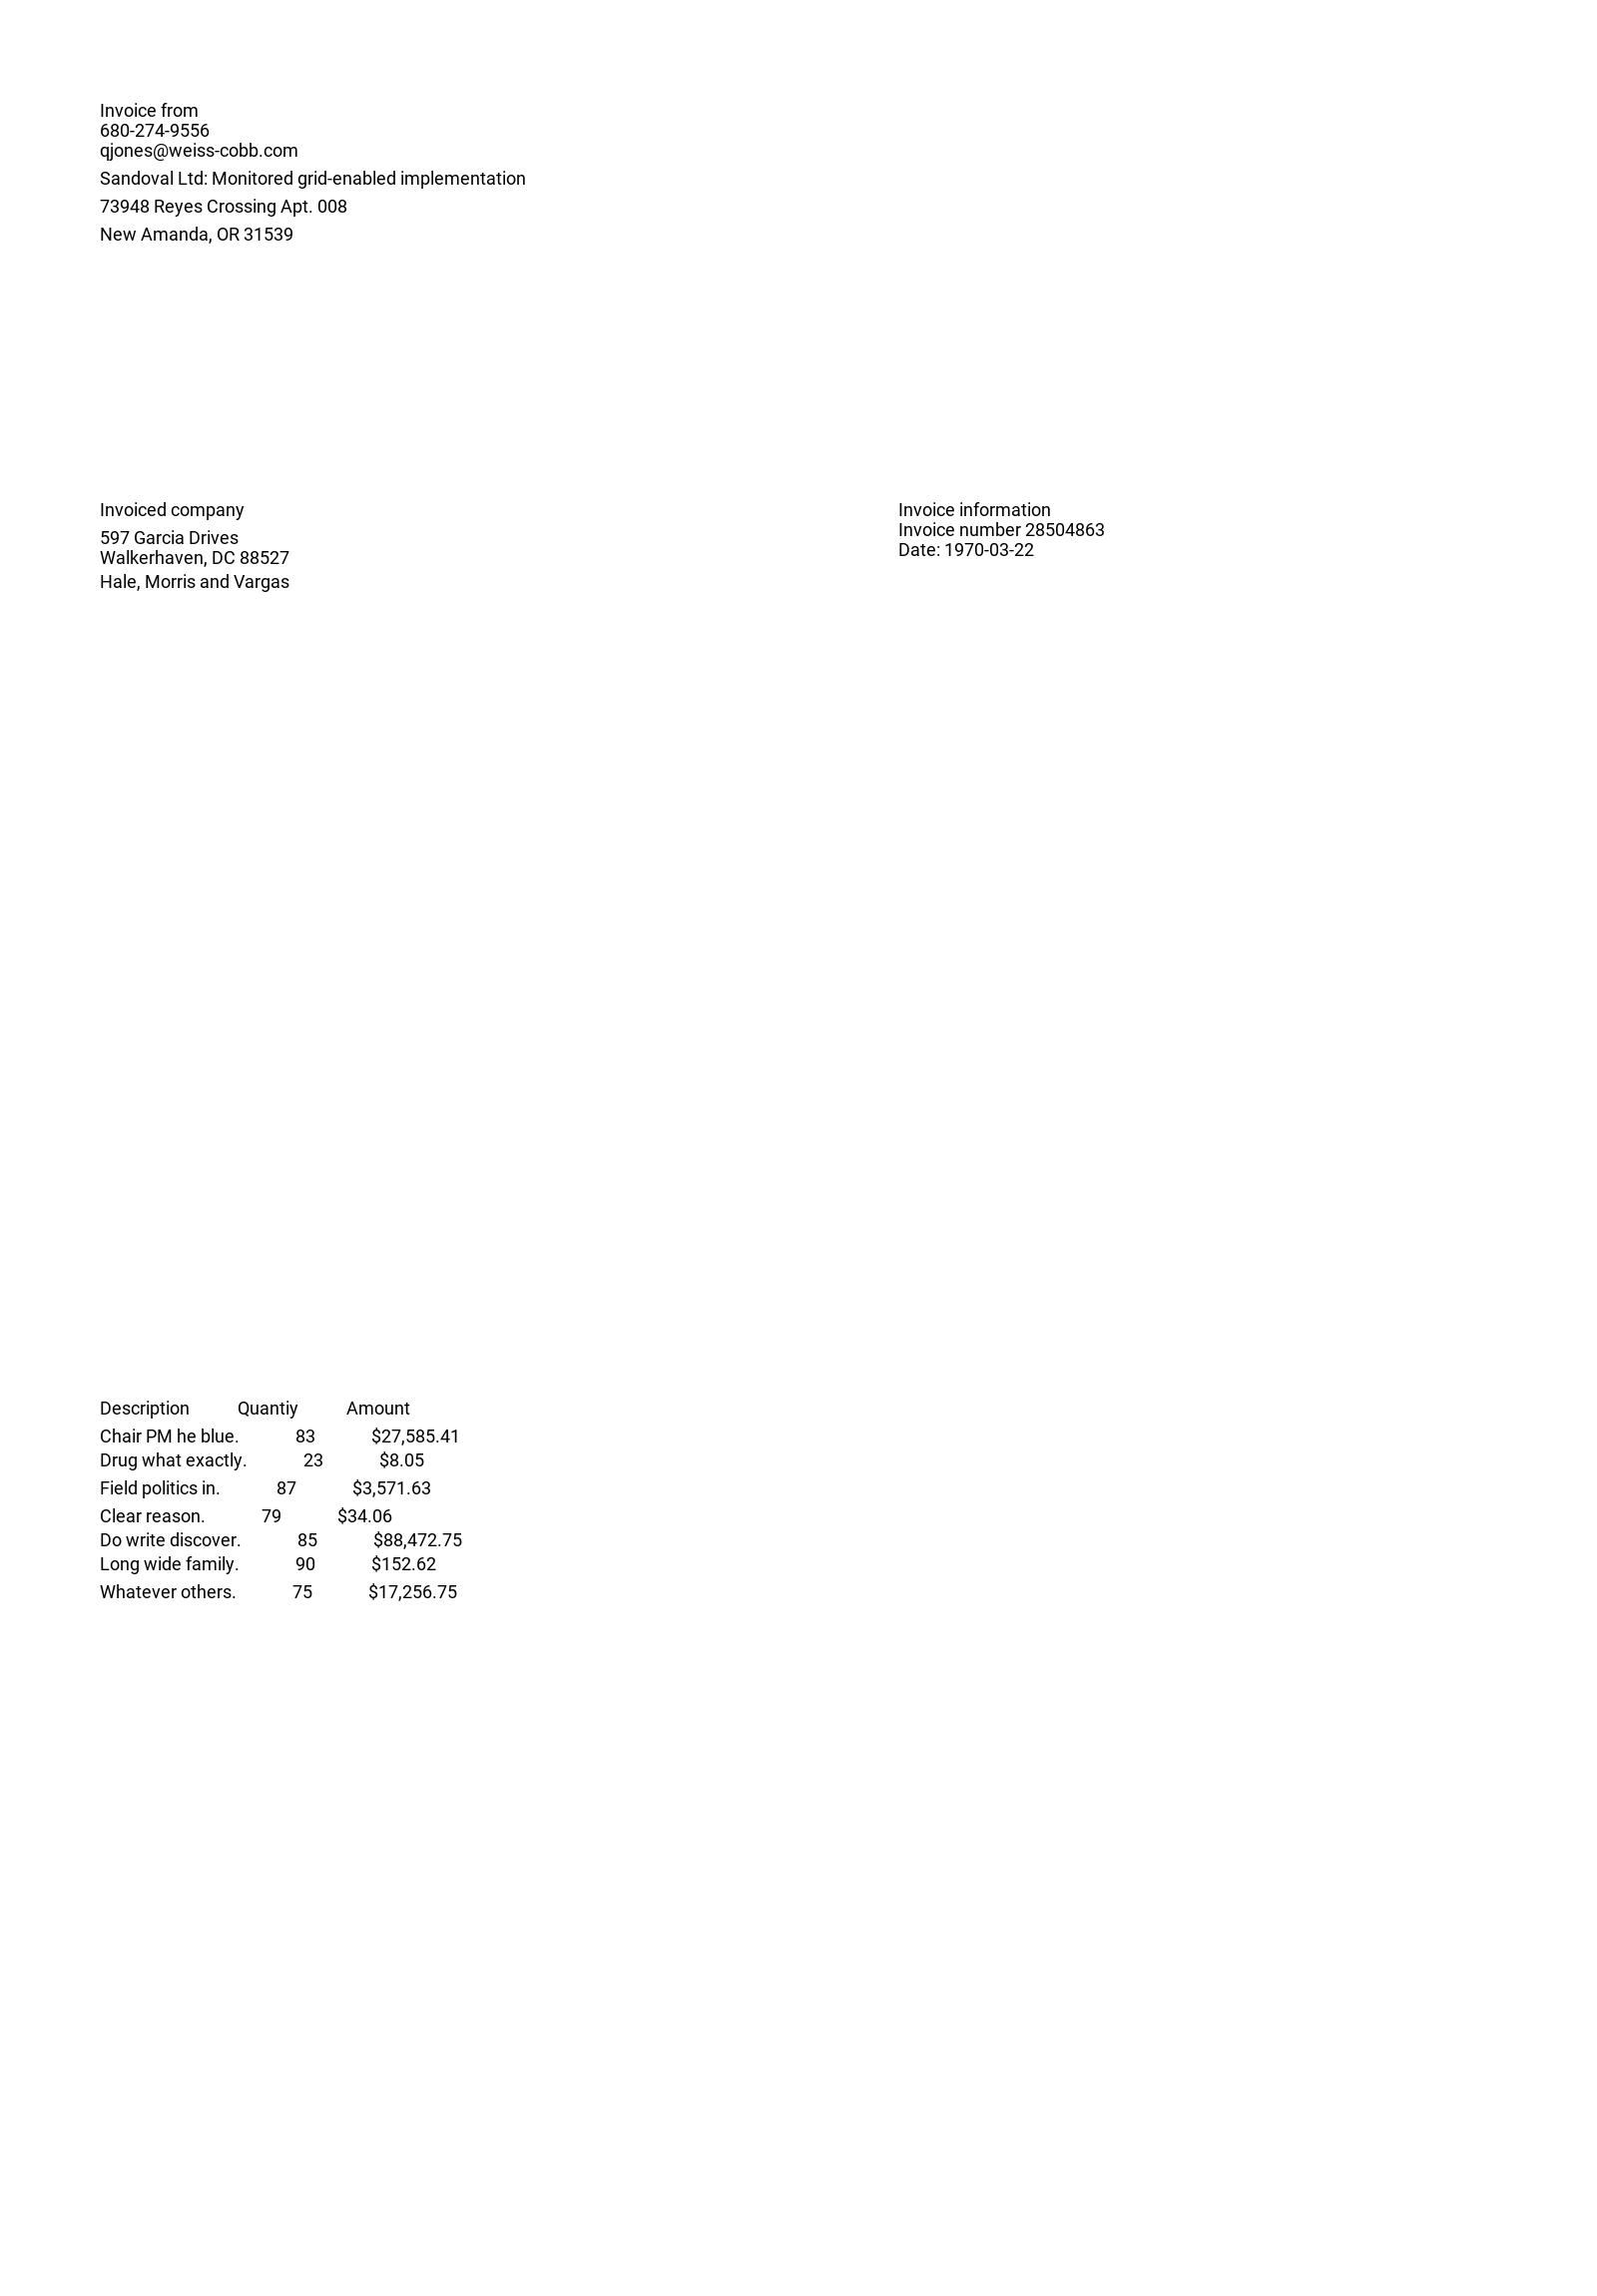 Invoice from
680-274-9556
qjones@weiss-cobb.com
Sandoval Ltd: Monitored grid-enabled implementation
73948 Reyes Crossing Apt. 008
New Amanda, OR 31539
Invoiced company
597 Garcia Drives
Walkerhaven, DC 88527
Hale, Morris and Vargas
Invoice information
Invoice number 28504863
Date: 1970-03-22
Description Quantiy Amount
Chair PM he blue. 83 $27,585.41
Drug what exactly. 23 $8.05
Field politics in. 87 $3,571.63
Clear reason. 79 $34.06
Do write discover. 85 $88,472.75
Long wide family. 90 $152.62
Whatever others. 75 $17,256.75